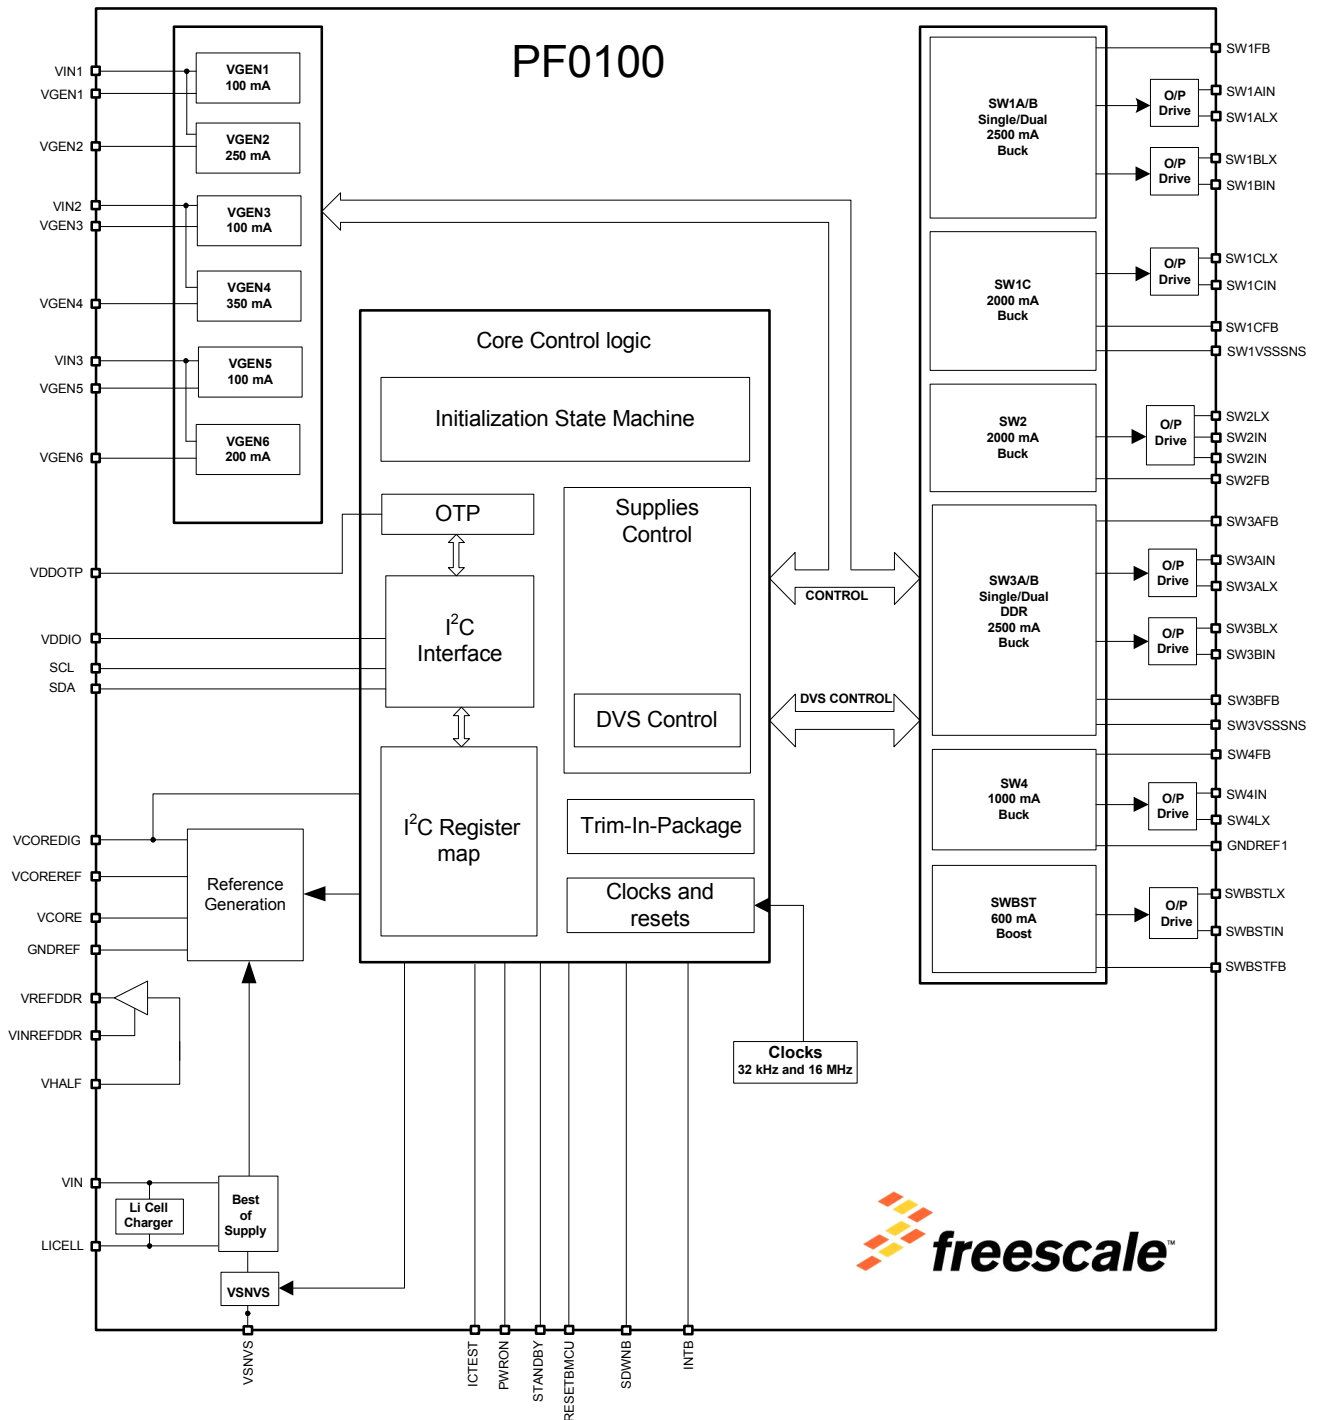 PF0100
VIN1
VGEN1
VGEN2
VIN2
VGEN3
VGEN4
VIN3
VGEN5
VGEN6
VDDOTP
VDDIO
SCL
SDA
VCOREDIG
VCOREREF
VCORE
GNDREF
VREFDDR
VINREFDDR
VHALF
VIN
LICELL
VGEN1
100 mA
VGEN2
250 mA
VGEN3
100 mA
VGEN4
350 mA
VGEN5
100 mA
VGEN6
200 mA
Core Control logic
Initialization State Machine
OTP
I²C
Interface
I²C Register
map
Supplies
Control
DVS Control
Trim-In-Package
Clocks and
resets
Reference
Generation
Clocks
32 kHz and 16 MHz
Li Cell
Charger
Best
of
Supply
VSNVS
CONTROL
DVS CONTROL
SW1A/B
Single/Dual
2500 mA
Buck
O/P
Drive
O/P
Drive
SW1C
2000 mA
Buck
O/P
Drive
SW2
2000 mA
Buck
O/P
Drive
SW3A/B
Single/Dual
DDR
2500 mA
Buck
O/P
Drive
O/P
Drive
SW4
1000 mA
Buck
O/P
Drive
SWBST
600 mA
Boost
O/P
Drive
SW1FB
SW1AIN
SW1ALX
SW1BLX
SW1BIN
SW1CLX
SW1CIN
SW1CFB
SW1VSSSNS
SW2LX
SW2IN
SW2IN
SW2FB
SW3AFB
SW3AIN
SW3ALX
SW3BLX
SW3BIN
SW3BFB
SW3VSSSNS
SW4FB
SW4IN
SW4LX
GNDREF1
SWBSTLX
SWBSTIN
SWBSTFB
freescale™
VSNVS
ICTEST
PWRON
STANDBY
RESETBMCU
SDWNB
INTB